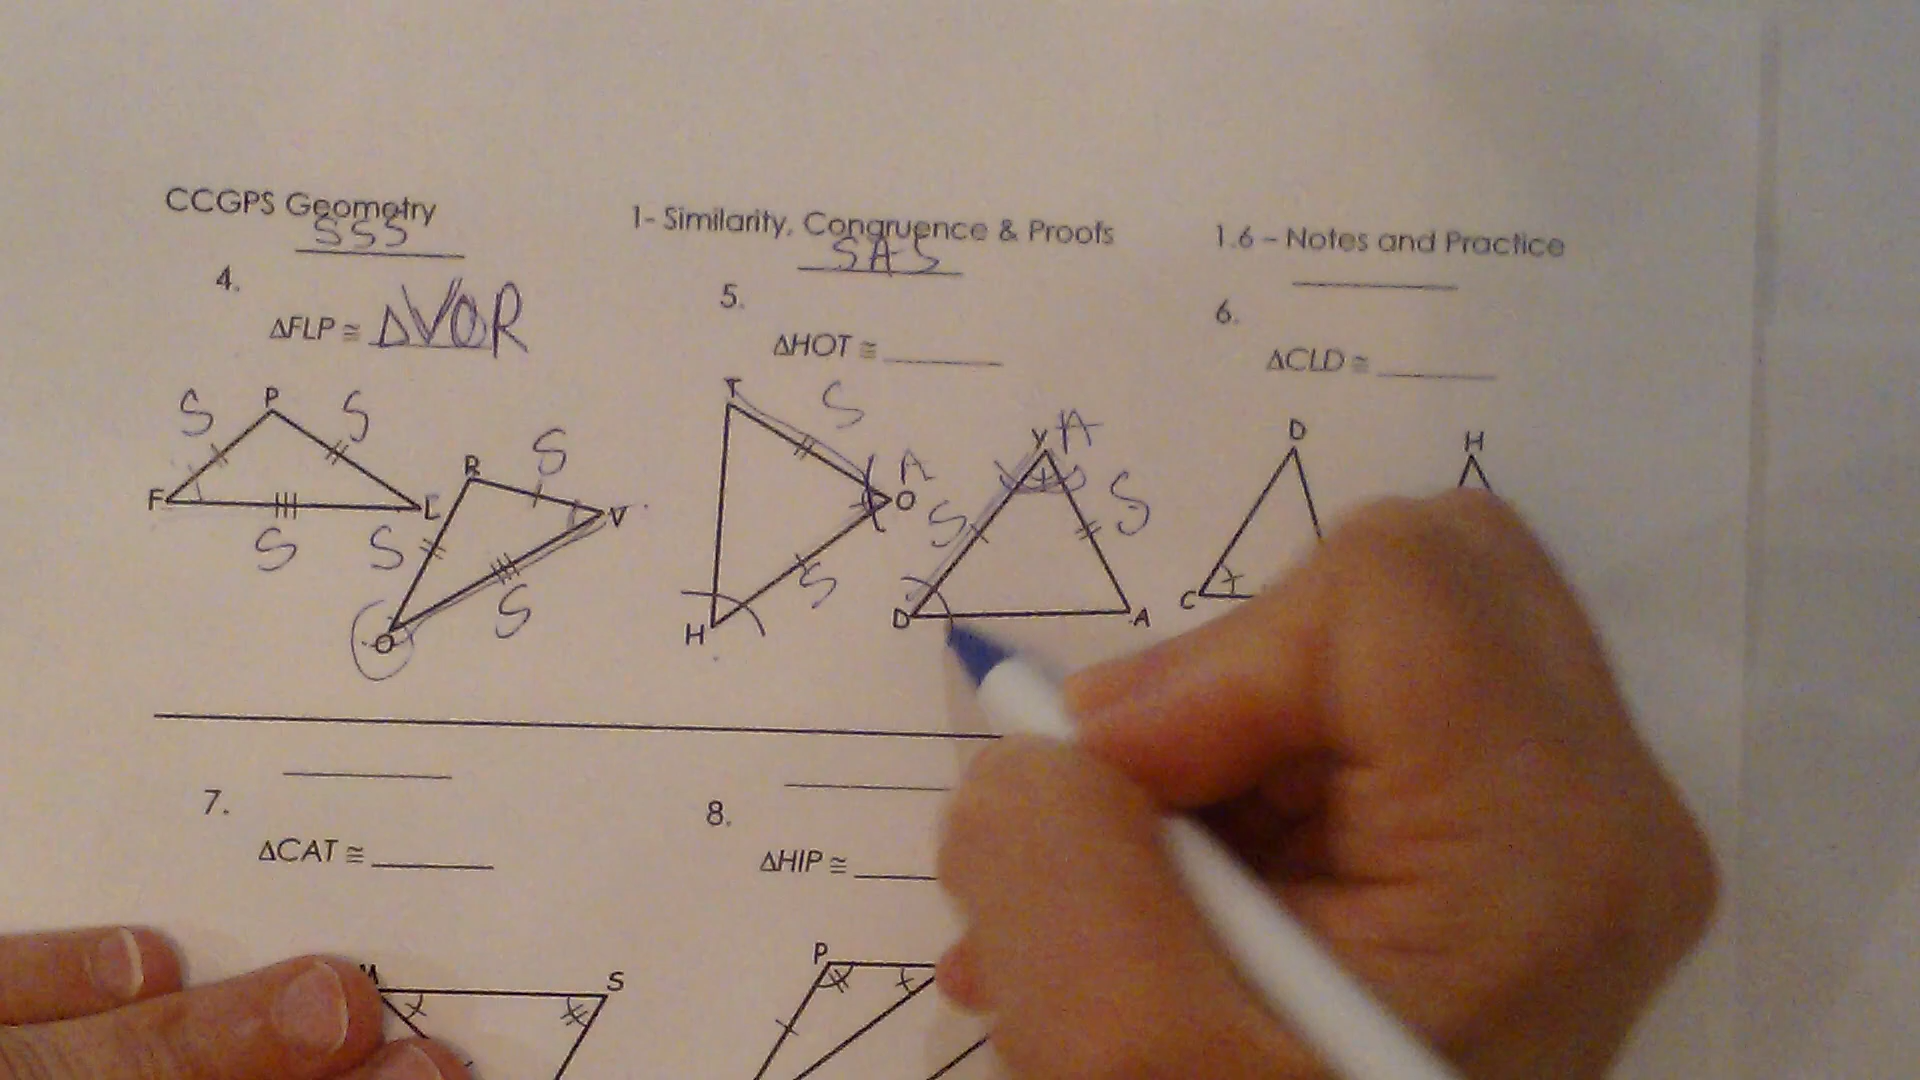 CCGPS Geometry
1- Similarity, Congruence & Proofs
1.6 – Notes and Practice
SSS
SAS
4.
5.
6.
ΔFLP ≅ ΔVOR
ΔHOT ≅
ΔCLD ≅
P
S
S
F
L
S
R
S
V
S
O
S
T
S
A
O
S
H
Y A
S
S
D
A
D
C
H
7.
8.
ΔCAT ≅
ΔHIP ≅
M
S
P